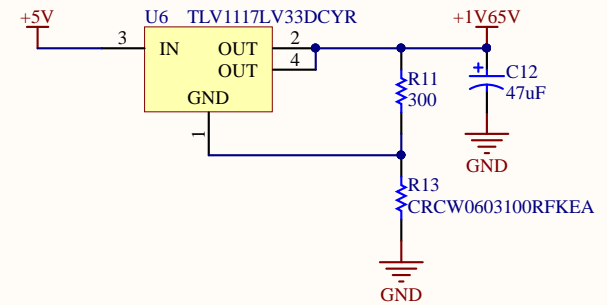 +5V
U6 TLV1117LV33DCYR
+1V65V
3
IN
OUT
2
OUT
4
GND
1
R11
300
C12
47uF
GND
R13
CRCW0603100RFKEA
GND